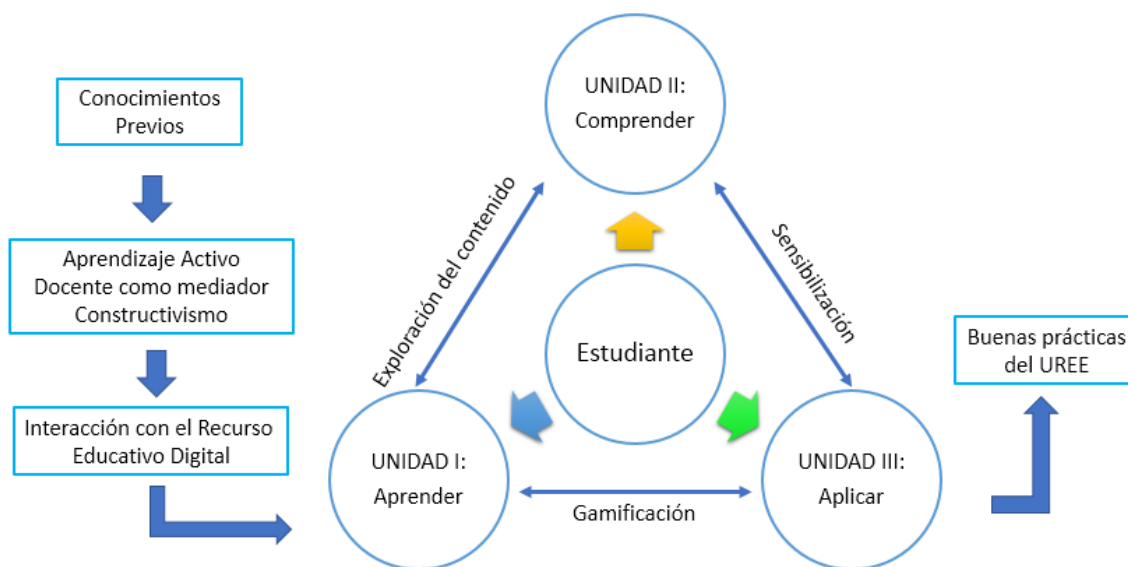 Conocimientos
Previos
Aprendizaje Activo
Docente como mediador
Constructivismo
Interacción con el Recurso
Educativo Digital
UNIDAD II:
Comprender
Exploración del contenido
Sensibilización
Estudiante
UNIDAD I:
Aprender
Gamificación
UNIDAD III:
Aplicar
Buenas prácticas
del UREE